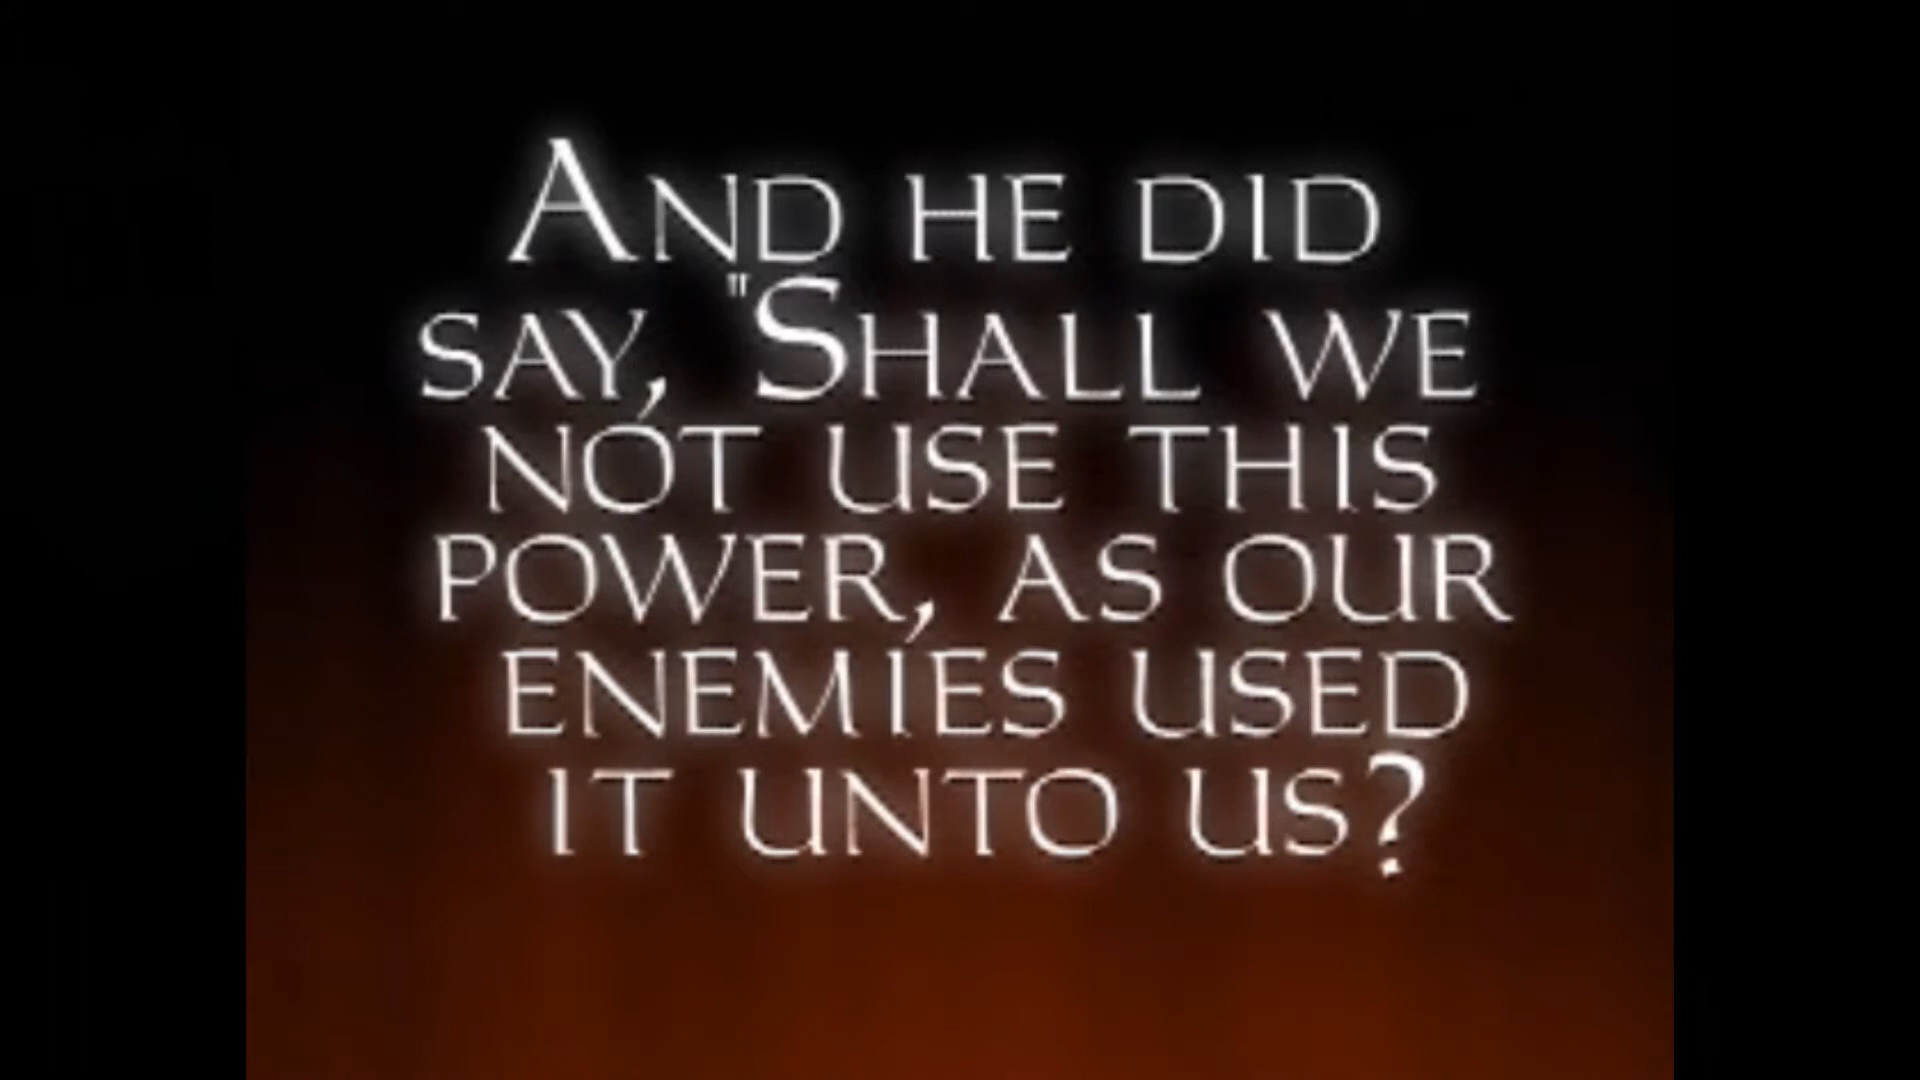 AND HE DID
SAY, "SHALL WE
NOT USE THIS
POWER, AS OUR
ENEMIES USED
IT UNTO US?